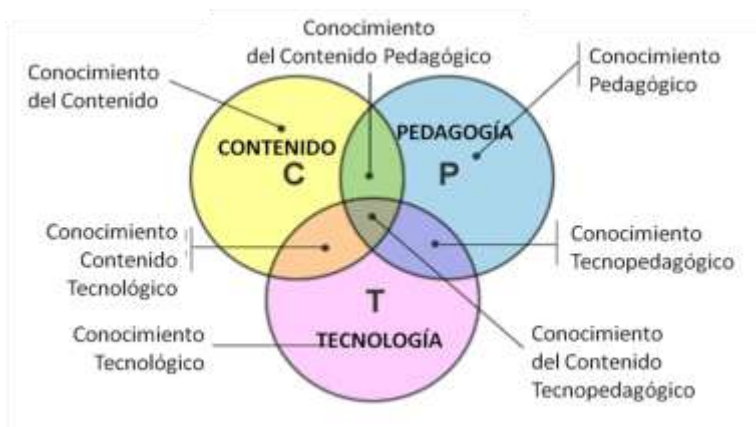 Conocimiento
del Contenido Pedagógico
Conocimiento
del Contenido
Conocimiento
Pedagógico
CONTENIDO
C
PEDAGOGÍA
P
Conocimiento
Contenido
Tecnológico
Conocimiento
Tecnopedagógico
T
TECNOLOGÍA
Conocimiento
Tecnológico
Conocimiento
del Contenido
Tecnopedagógico